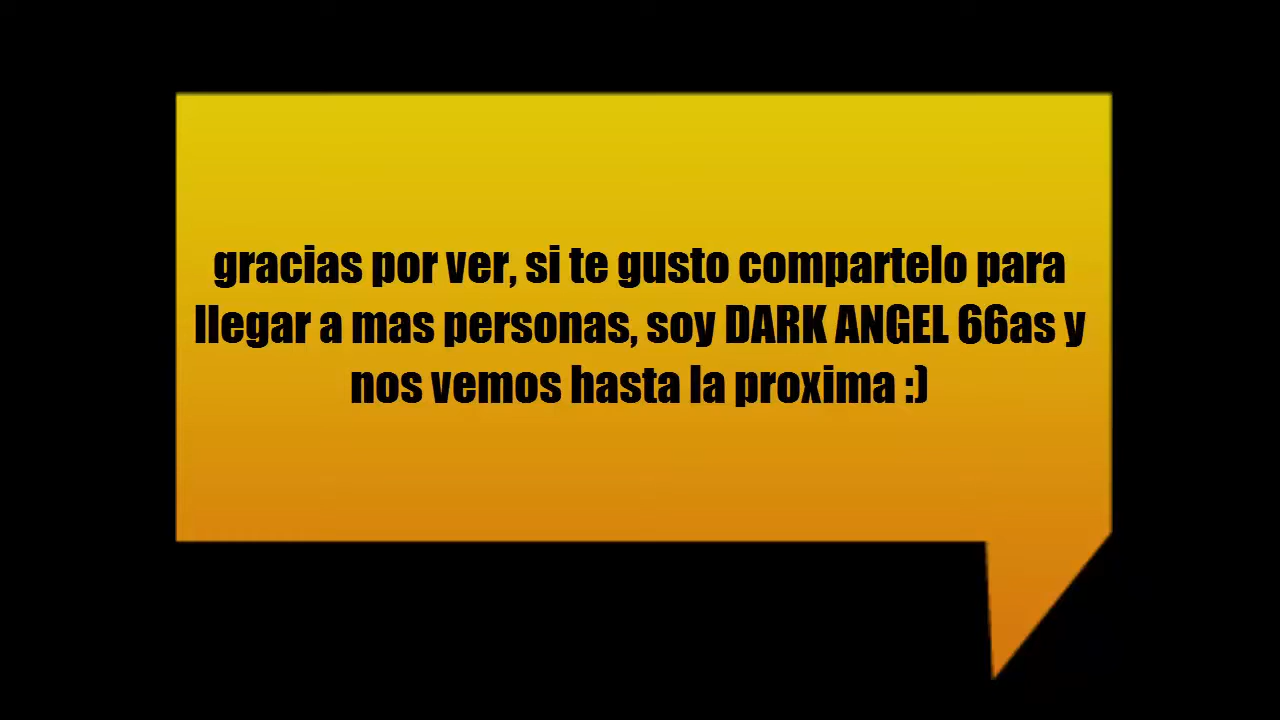 gracias por ver, si te gusto compartelo para
llegar a mas personas, soy DARK ANGEL 66as y
nos vemos hasta la proxima :)